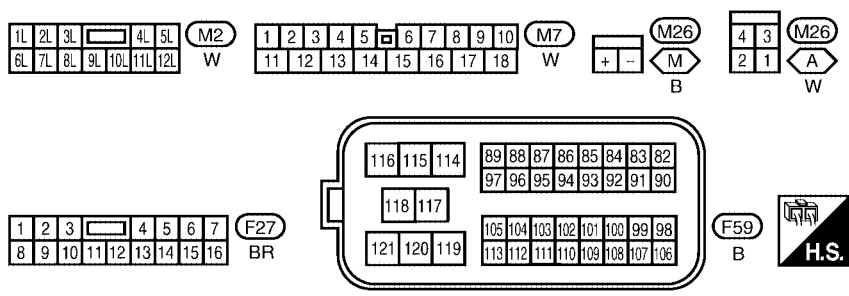 1L 2L 3L 4L 5L
6L 7L 8L 9L 10L 11L 12L
M2
W
1 2 3 4 5 6 7 8 9 10
11 12 13 14 15 16 17 18
M7
W
+ -
M26
M
B
4 3
2 1
M26
A
W
1 2 3 4 5 6 7
8 9 10 11 12 13 14 15 16
F27
BR
116 115 114
118 117
121 120 119
89 88 87 86 85 84 83 82
97 96 95 94 93 92 91 90
105 104 103 102 101 100 99 98
113 112 111 110 109 108 107 106
F59
B
H.S.